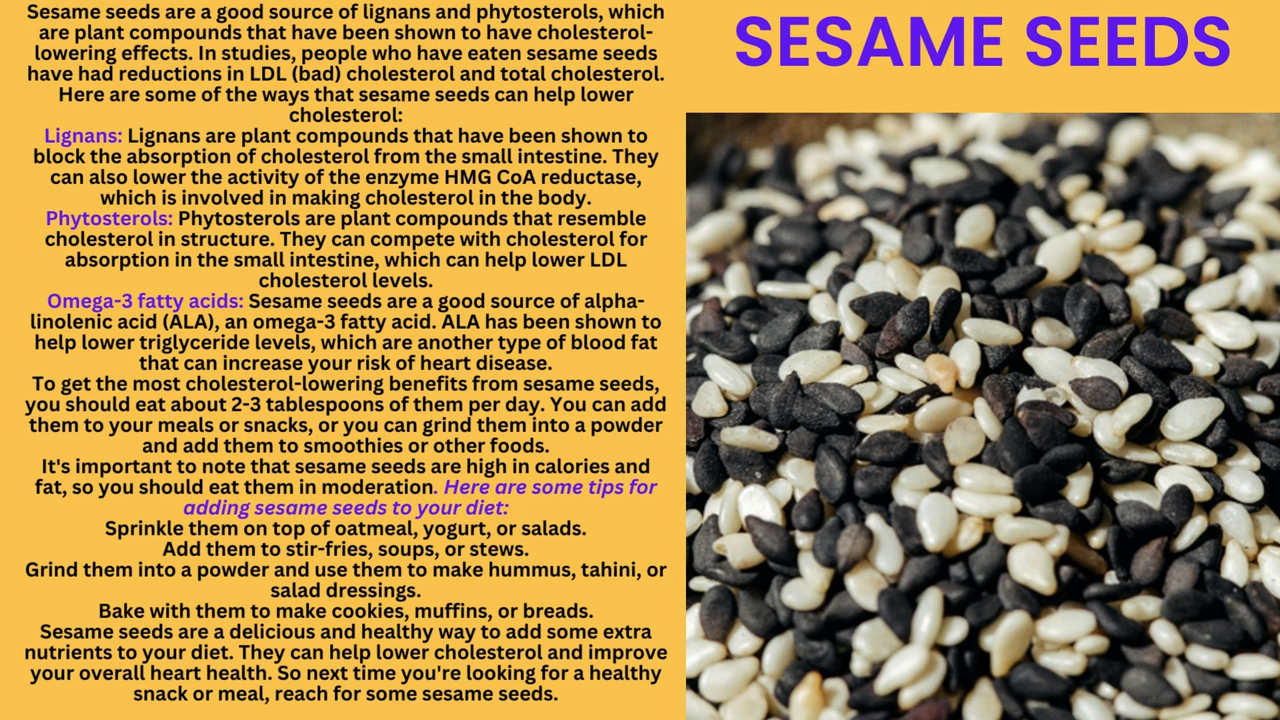 SESAME SEEDS
Sesame seeds are a good source of lignans and phytosterols, which
are plant compounds that have been shown to have cholesterol-
lowering effects. In studies, people who have eaten sesame seeds
have had reductions in LDL (bad) cholesterol and total cholesterol.
Here are some of the ways that sesame seeds can help lower
cholesterol:
Lignans: Lignans are plant compounds that have been shown to
block the absorption of cholesterol from the small intestine. They
can also lower the activity of the enzyme HMG CoA reductase,
which is involved in making cholesterol in the body.
Phytosterols: Phytosterols are plant compounds that resemble
cholesterol in structure. They can compete with cholesterol for
absorption in the small intestine, which can help lower LDL
cholesterol levels.
Omega-3 fatty acids: Sesame seeds are a good source of alpha-
linolenic acid (ALA), an omega-3 fatty acid. ALA has been shown to
help lower triglyceride levels, which are another type of blood fat
that can increase your risk of heart disease.
To get the most cholesterol-lowering benefits from sesame seeds,
you should eat about 2-3 tablespoons of them per day. You can add
them to your meals or snacks, or you can grind them into a powder
and add them to smoothies or other foods.
It's important to note that sesame seeds are high in calories and
fat, so you should eat them in moderation. Here are some tips for
adding sesame seeds to your diet:
Sprinkle them on top of oatmeal, yogurt, or salads.
Add them to stir-fries, soups, or stews.
Grind them into a powder and use them to make hummus, tahini, or
salad dressings.
Bake with them to make cookies, muffins, or breads.
Sesame seeds are a delicious and healthy way to add some extra
nutrients to your diet. They can help lower cholesterol and improve
your overall heart health. So next time you're looking for a healthy
snack or meal, reach for some sesame seeds.